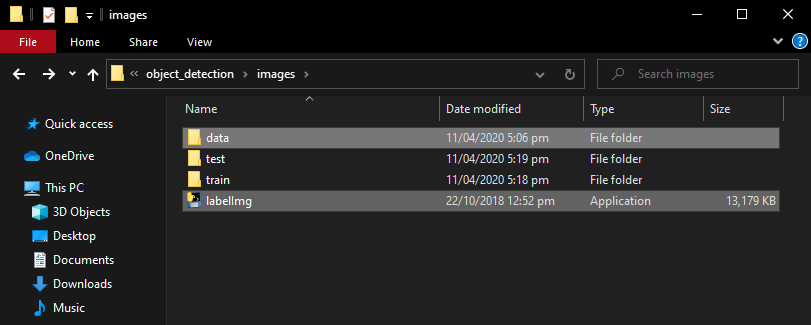 images
File Home Share View
object_detection images Search images
Name Date modified Type Size
Quick access
data 11/04/2020 5:06 pm File folder
test 11/04/2020 5:19 pm File folder
OneDrive
train 11/04/2020 5:18 pm File folder
This PC
labelImg 22/10/2018 12:52 pm Application 13,179 KB
3D Objects
Desktop
Documents
Downloads
Music